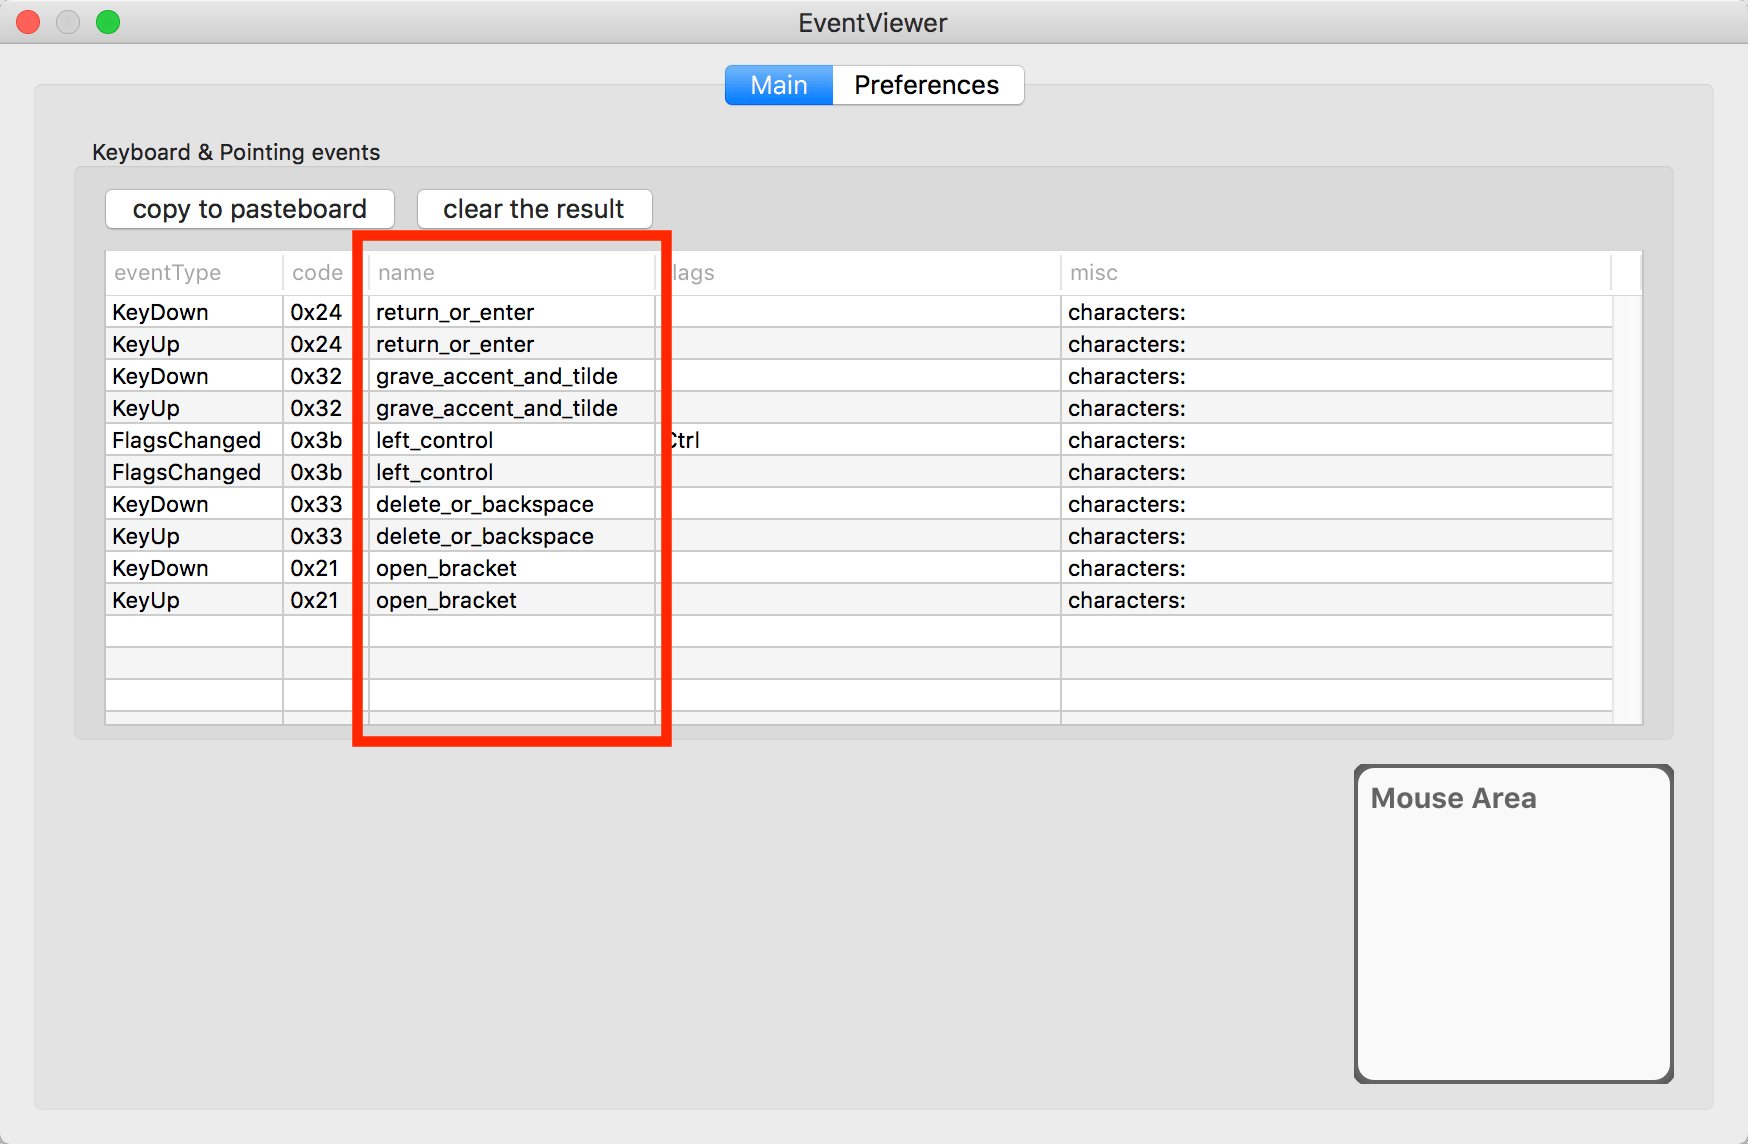 EventViewer
Main Preferences
Keyboard & Pointing events
copy to pasteboard clear the result
eventType code name lags misc
KeyDown 0x24 return_or_enter characters:
KeyUp 0x24 return_or_enter characters:
KeyDown 0x32 grave_accent_and_tilde characters:
KeyUp 0x32 grave_accent_and_tilde characters:
FlagsChanged 0x3b left_control Ctrl characters:
FlagsChanged 0x3b left_control characters:
KeyDown 0x33 delete_or_backspace characters:
KeyUp 0x33 delete_or_backspace characters:
KeyDown 0x21 open_bracket characters:
KeyUp 0x21 open_bracket characters:
Mouse Area